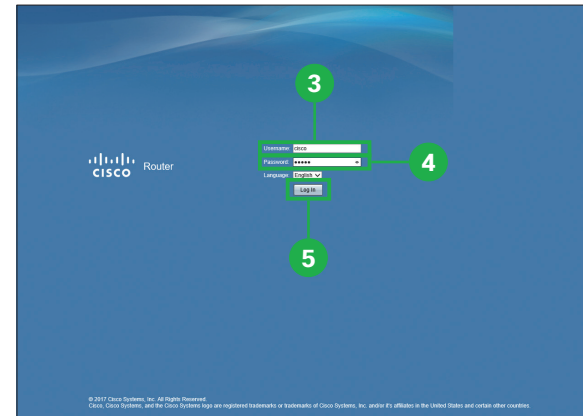 3
Username: cisco
Password: •••••
4
CISCO Router
Language: English
Log In
5
© 2017 Cisco Systems, Inc. All Rights Reserved.
Cisco, Cisco Systems, and the Cisco Systems logo are registered trademarks or trademarks of Cisco Systems, Inc. and/or it's affiliates in the United States and certain other countries.